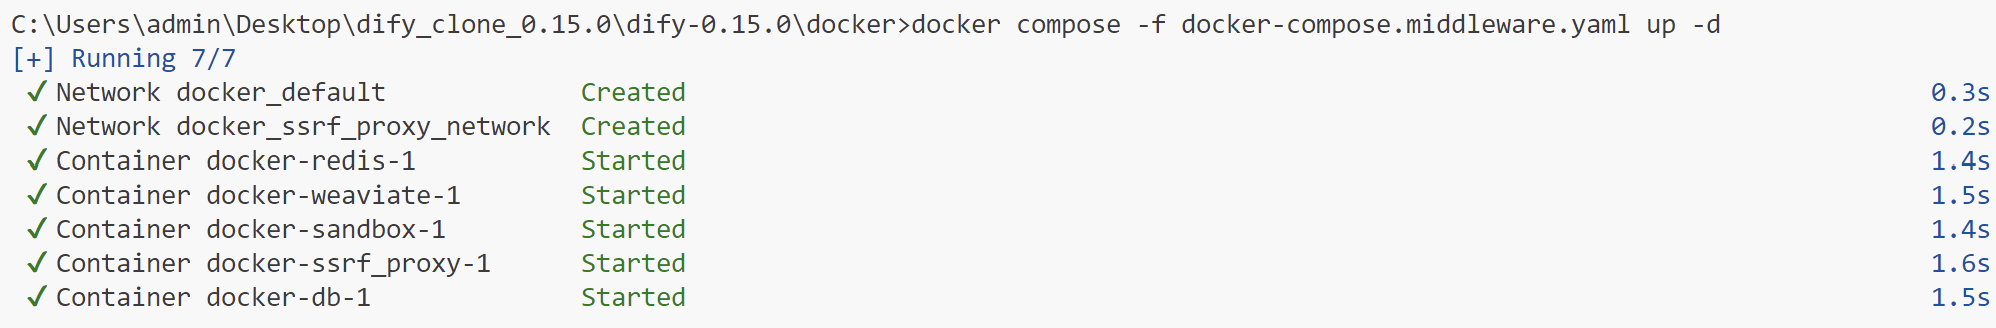 C:\Users\admin\Desktop\dify_clone_0.15.0\dify-0.15.0\docker>docker compose -f docker-compose.middleware.yaml up -d
[+] Running 7/7
✓ Network docker_default Created 0.3s
✓ Network docker_ssrf_proxy_network Created 0.2s
✓ Container docker-redis-1 Started 1.4s
✓ Container docker-weaviate-1 Started 1.5s
✓ Container docker-sandbox-1 Started 1.4s
✓ Container docker-ssrf_proxy-1 Started 1.6s
✓ Container docker-db-1 Started 1.5s